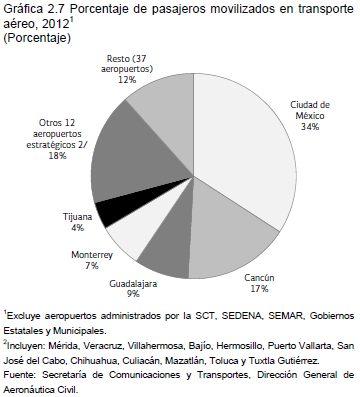 Gráfica 2.7 Porcentaje de pasajeros movilizados en transporte
aéreo, 2012¹
(Porcentaje)
Resto (37
aeropuertos)
12%
Ciudad de
México
34%
Otros 12
aeropuertos
estratégicos 2/
18%
Tijuana
4%
Monterrey
7%
Guadalajara
9%
Cancún
17%
¹Excluye aeropuertos administrados por la SCT, SEDENA, SEMAR, Gobiernos
Estatales y Municipales.
²Incluyen: Mérida, Veracruz, Villahermosa, Bajío, Hermosillo, Puerto Vallarta, San
José del Cabo, Chihuahua, Culiacán, Mazatlán, Toluca y Tuxtla Gutiérrez.
Fuente: Secretaría de Comunicaciones y Transportes, Dirección General de
Aeronáutica Civil.